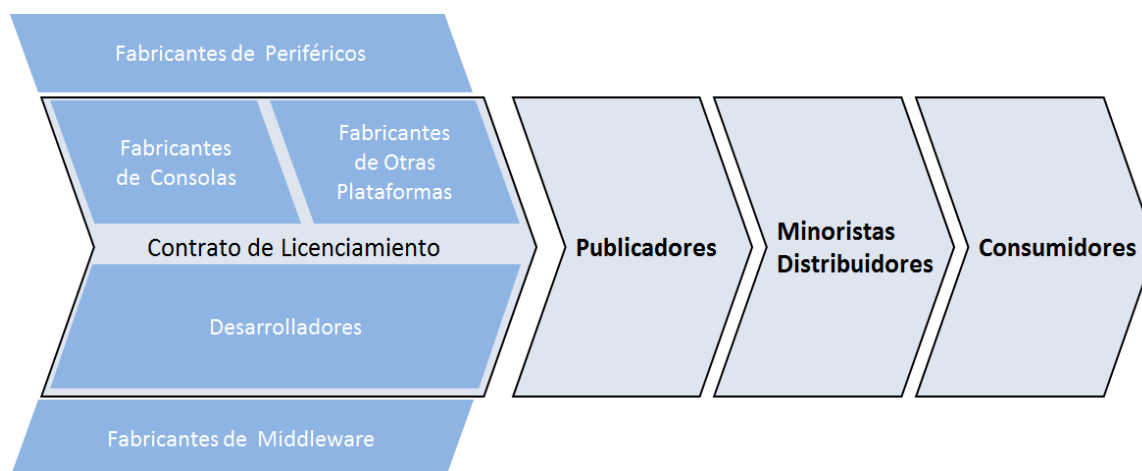 Fabricantes de Periféricos
Fabricantes
de Consolas
Fabricantes
de Otras
Plataformas
Contrato de Licenciamiento
Desarrolladores
Fabricantes de Middleware
Publicadores
Minoristas
Distribuidores
Consumidores